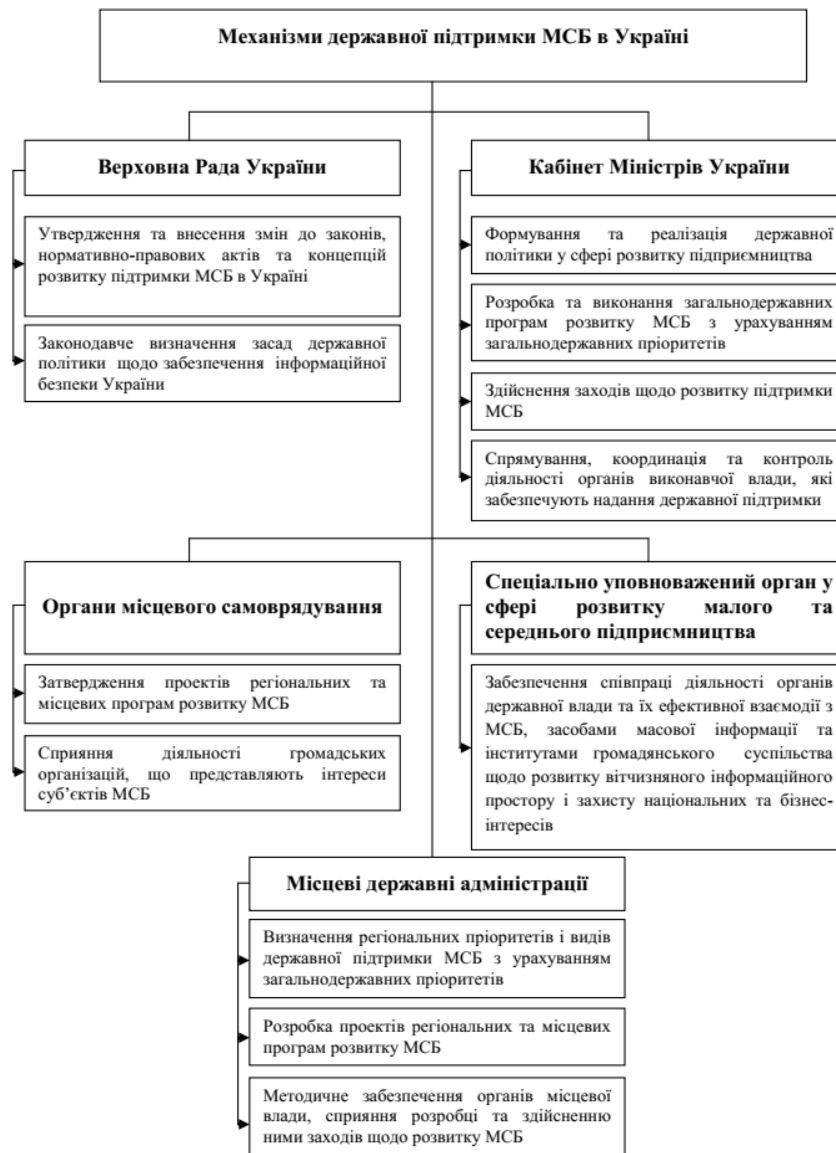 Механізми державної підтримки МСБ в Україні
Верховна Рада України
Утвердження та внесення змін до законів,
нормативно-правових актів та концепцій
розвитку підтримки МСБ в Україні
Законодавче визначення засад державної
політики щодо забезпечення інформаційної
безпеки України
Кабінет Міністрів України
Формування та реалізація державної
політики у сфері розвитку підприємництва
Розробка та виконання загальнодержавних
програм розвитку МСБ з урахуванням
загальнодержавних пріоритетів
Здійснення заходів щодо розвитку підтримки
МСБ
Спрямування, координація та контроль
діяльності органів виконавчої влади, які
забезпечують надання державної підтримки
Органи місцевого самоврядування
Затвердження проектів регіональних та
місцевих програм розвитку МСБ
Сприяння діяльності громадських
організацій, що представляють інтереси
суб’єктів МСБ
Спеціально уповноважений орган у
сфері розвитку малого та
середнього підприємництва
Забезпечення співпраці діяльності органів
державної влади та їх ефективної взаємодії з
МСБ, засобами масової інформації та
інститутами громадянського суспільства
щодо розвитку вітчизняного інформаційного
простору і захисту національних та бізнес-
інтересів
Місцеві державні адміністрації
Визначення регіональних пріоритетів і видів
державної підтримки МСБ з урахуванням
загальнодержавних пріоритетів
Розробка проектів регіональних та місцевих
програм розвитку МСБ
Методичне забезпечення органів місцевої
влади, сприяння розробці та здійсненню
ними заходів щодо розвитку МСБ